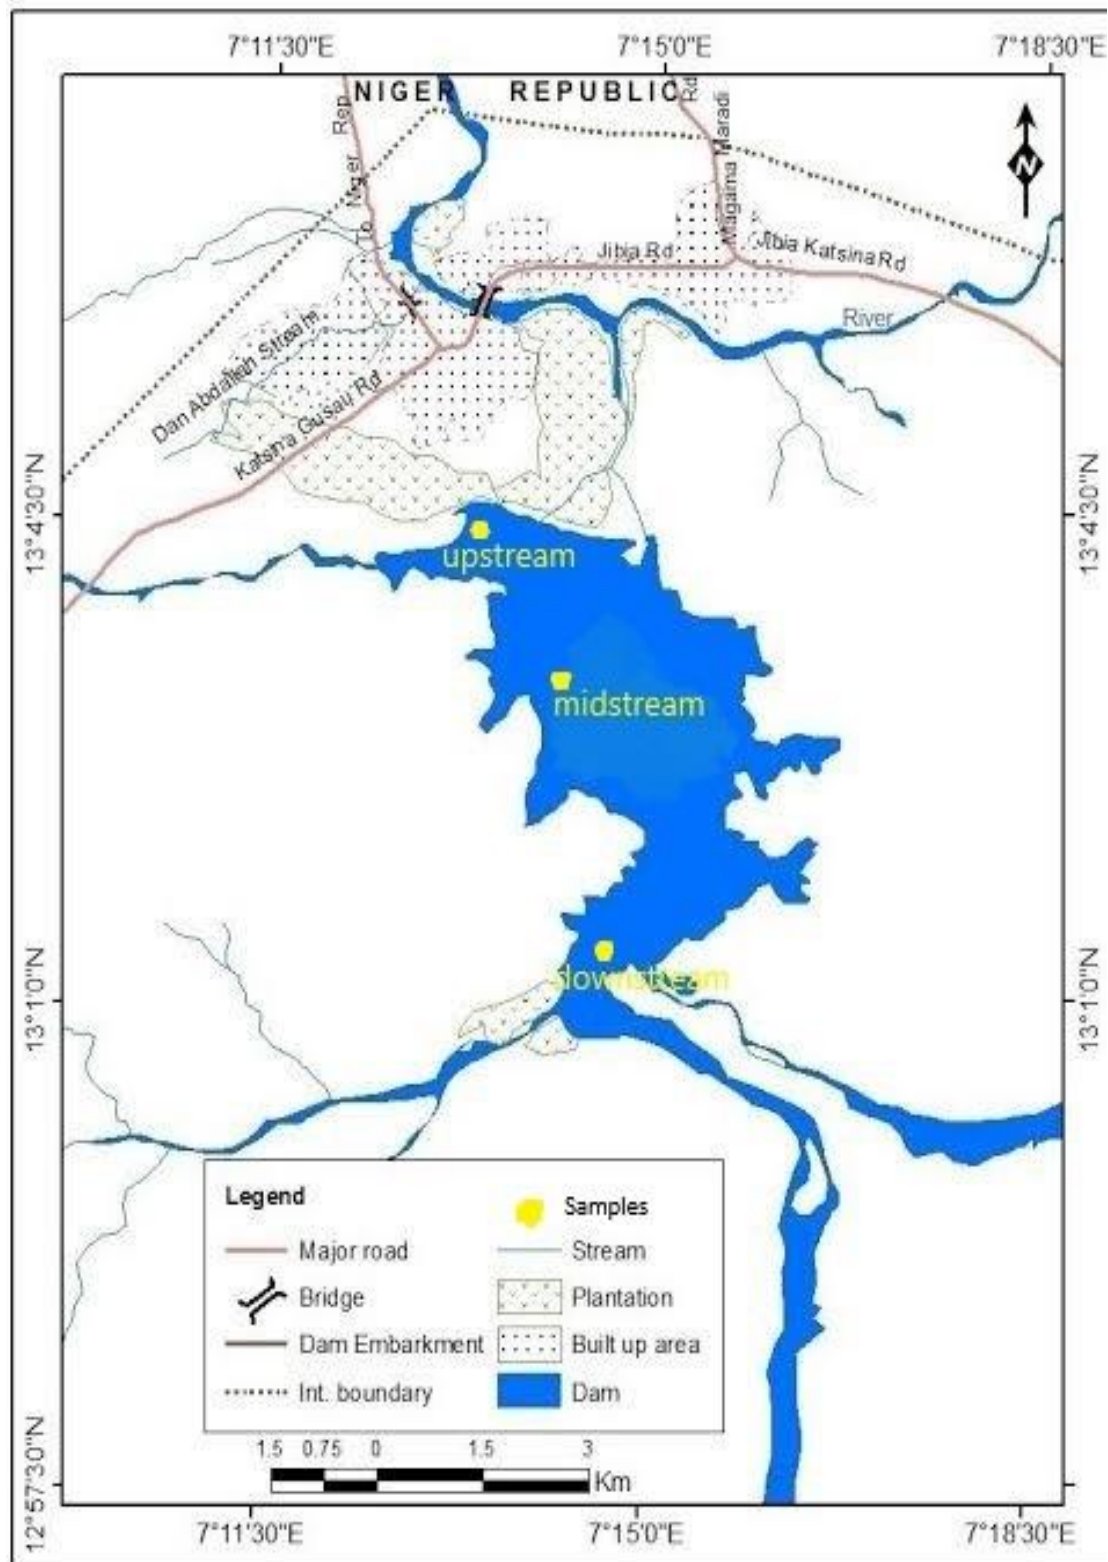 7°11'30"E 7°15'0"E 7°18'30"E
NIGER REPUBLIC
To Niger Rep
Magama Maradi Rd
Jibia Rd
Jibia Katsina Rd
River
Dan Abdallah Stream
Katsina Gusau Rd
13°4'30"N 13°4'30"N
upstream
midstream
downstream
13°1'0"N 13°1'0"N
N
Legend
Samples
Major road
Stream
Bridge
Plantation
Dam Embarkment
Built up area
Int. boundary
Dam
1.5 0.75 0 1.5 3
Km
12°57'30"N
7°11'30"E 7°15'0"E 7°18'30"E